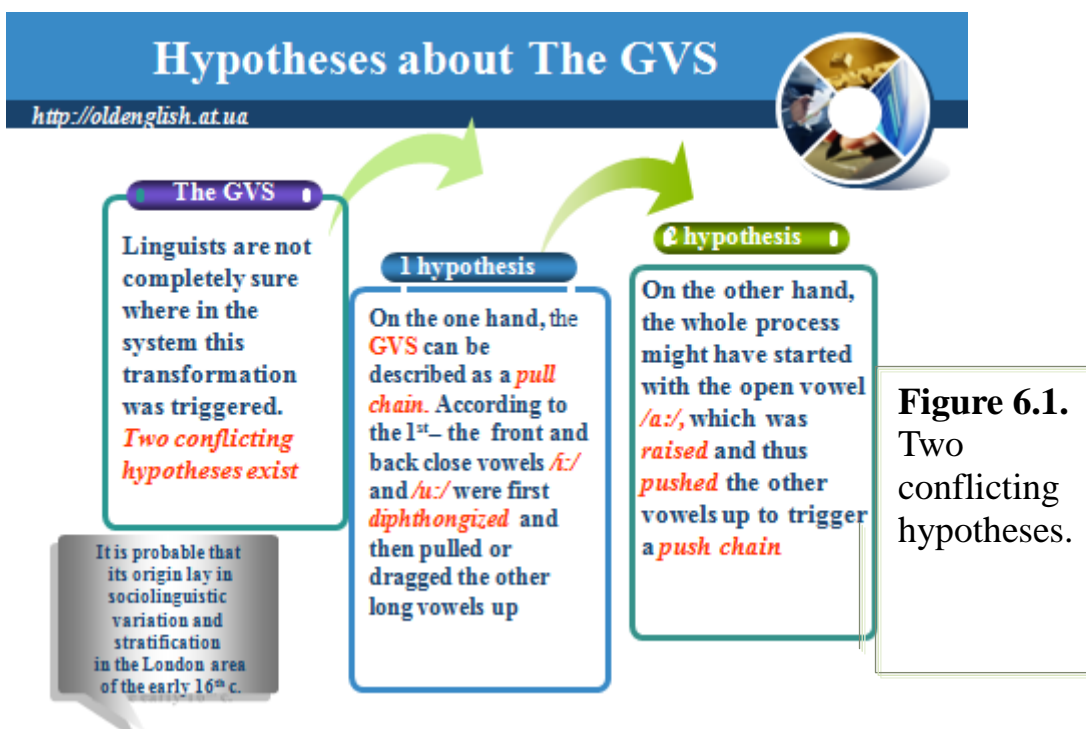 Hypotheses about The GVS
http://oldenglish.at.ua
The GVS
Linguists are not
completely sure
where in the
system this
transformation
was triggered.
Two conflicting
hypotheses exist
It is probable that
its origin lay in
sociolinguistic
variation and
stratification
in the London area
of the early 16th c.
1 hypothesis
On the one hand, the
GVS can be
described as a pull
chain. According to
the 1st– the front and
back close vowels /i:/
and /u:/ were first
diphthongized and
then pulled or
dragged the other
long vowels up
2 hypothesis
On the other hand,
the whole process
might have started
with the open vowel
/a:/, which was
raised and thus
pushed the other
vowels up to trigger
a push chain
Figure 6.1.
Two
conflicting
hypotheses.